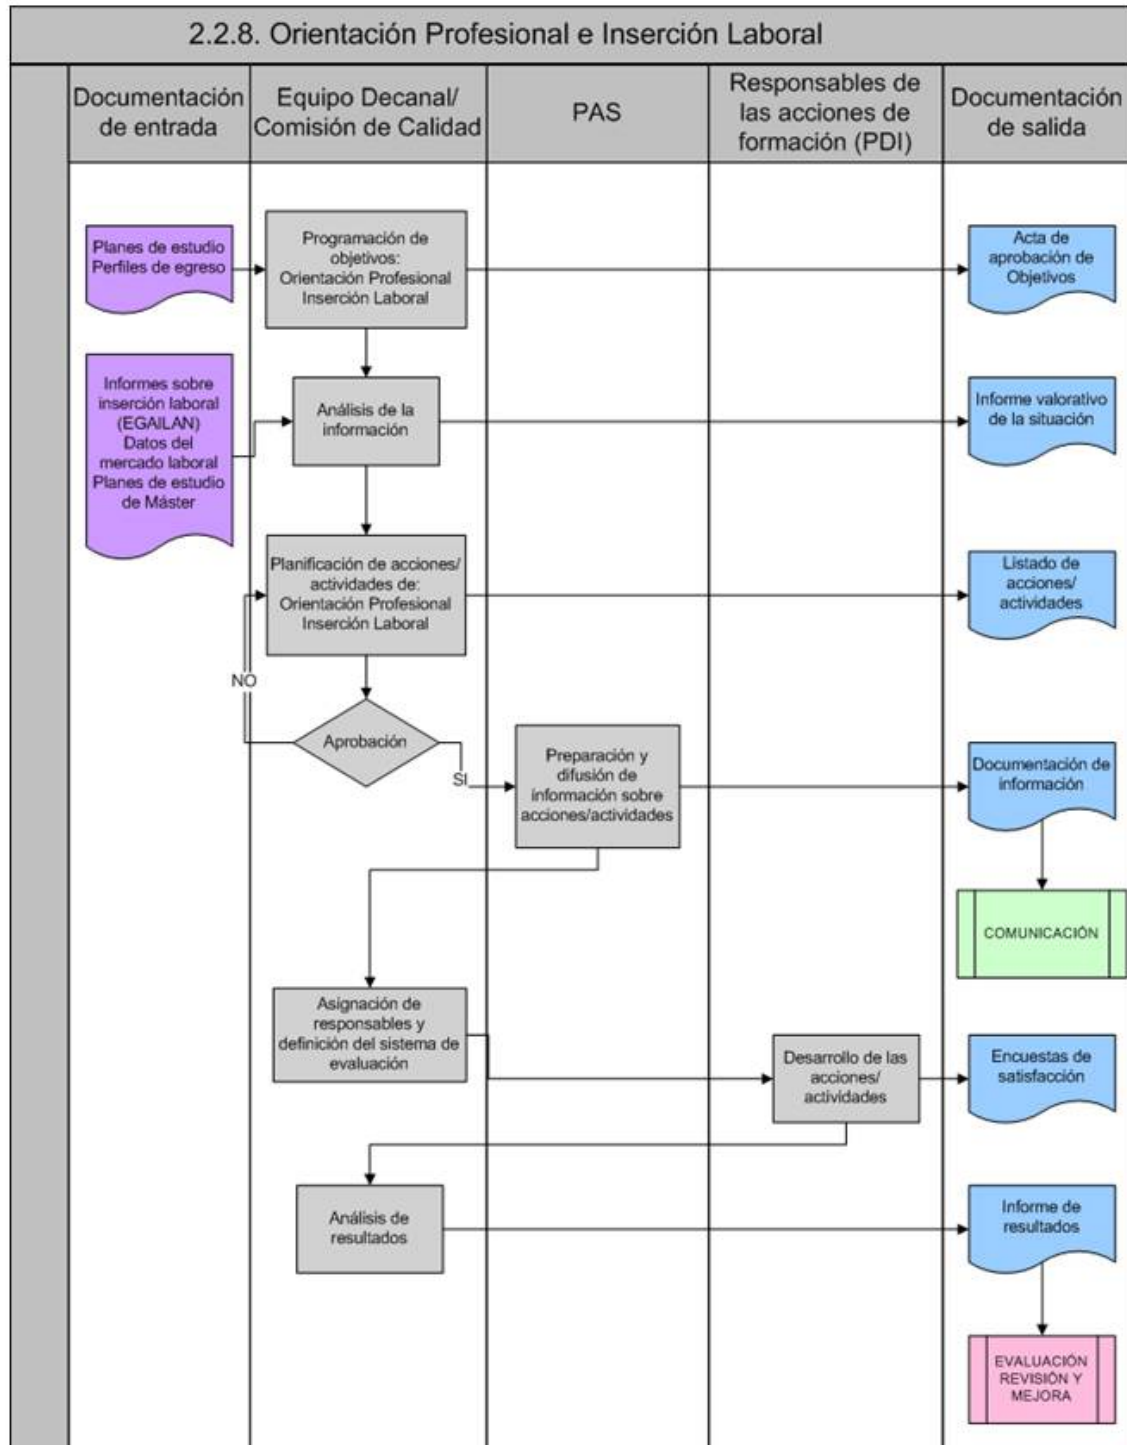 2.2.8. Orientación Profesional e Inserción Laboral
Documentación
de entrada
Equipo Decanal/
Comisión de Calidad
PAS
Responsables de
las acciones de
formación (PDI)
Documentación
de salida
Planes de estudio
Perfiles de egreso
Programación de
objetivos:
Orientación Profesional
Inserción Laboral
Acta de
aprobación de
Objetivos
Informes sobre
inserción laboral
(EGAILAN)
Datos del
mercado laboral
Planes de estudio
de Máster
Análisis de la
información
Informe valorativo
de la situación
Planificación de acciones/
actividades de:
Orientación Profesional
Inserción Laboral
Listado de
acciones/
actividades
NO
Aprobación
SI
Preparación y
difusión de
información sobre
acciones/actividades
Documentación de
información
COMUNICACIÓN
Asignación de
responsables y
definición del sistema de
evaluación
Desarrollo de las
acciones/
actividades
Encuestas de
satisfacción
Análisis de
resultados
Informe de
resultados
EVALUACIÓN
REVISIÓN Y
MEJORA